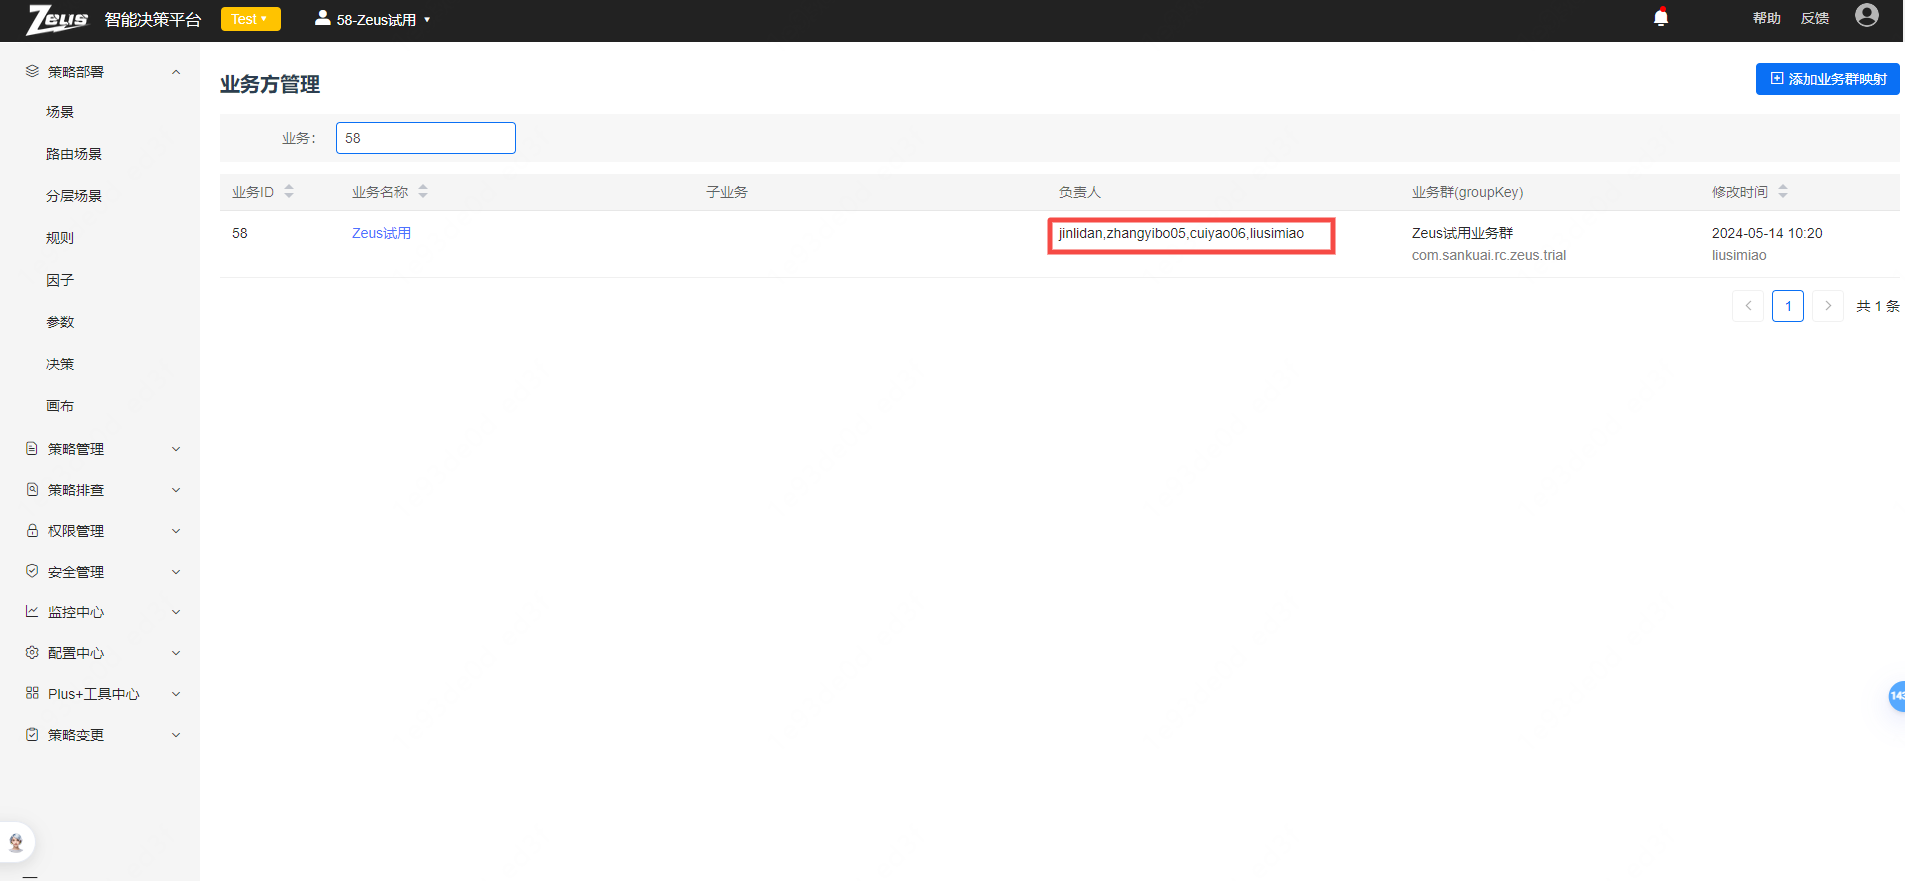 Zeus 智能决策平台 Test 58-Zeus试用 帮助 反馈
策略部署
场景
路由场景
分层场景
规则
因子
参数
决策
画布
策略管理
策略排查
权限管理
安全管理
监控中心
配置中心
Plus+工具中心
策略变更
业务方管理 添加业务群映射
业务: 58
业务ID 业务名称 子业务 负责人 业务群(groupKey) 修改时间
58 Zeus试用 jinlidan,zhangyibo05,cuiyao06,liusimiao Zeus试用业务群 2024-05-14 10:20
com.sankuai.rc.zeus.trial liusimiao
1 共 1 条